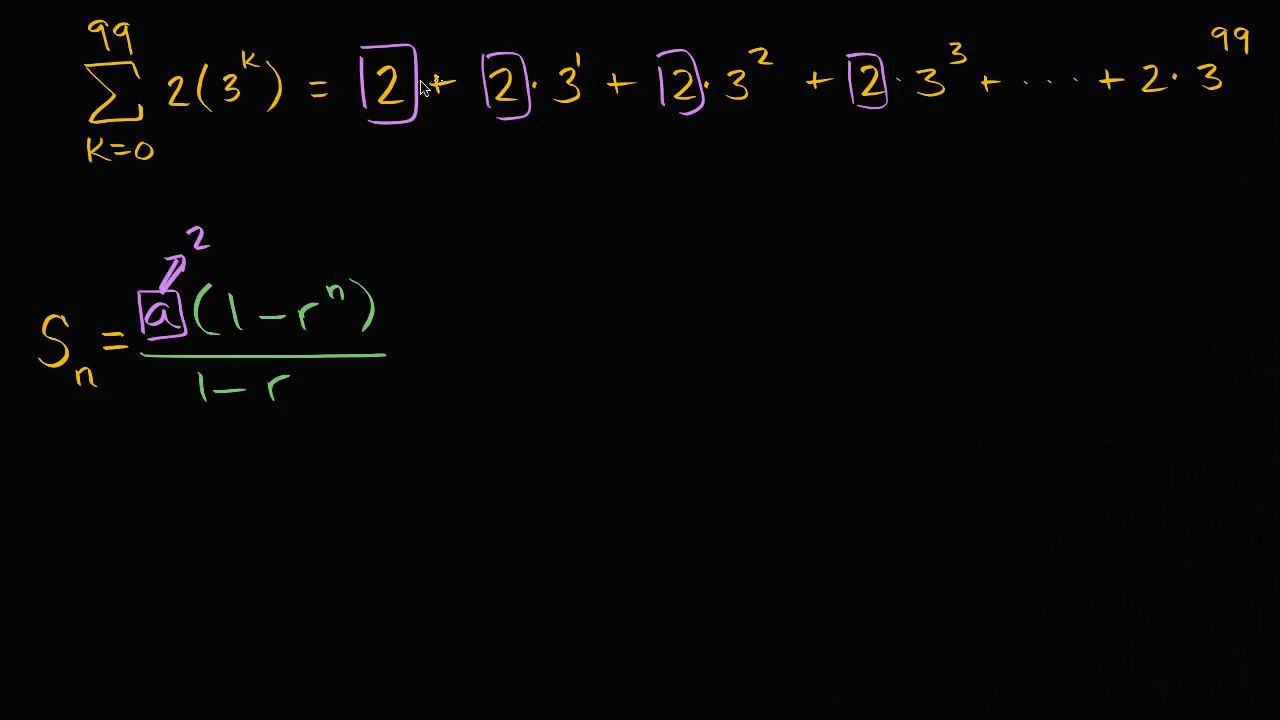 99
∑ 2(3^k) = 2 + 2 · 3^1 + 2 · 3^2 + 2 · 3^3 + ... + 2 · 3^99
K=0
2
S_n = a(1 - r^n)
1 - r